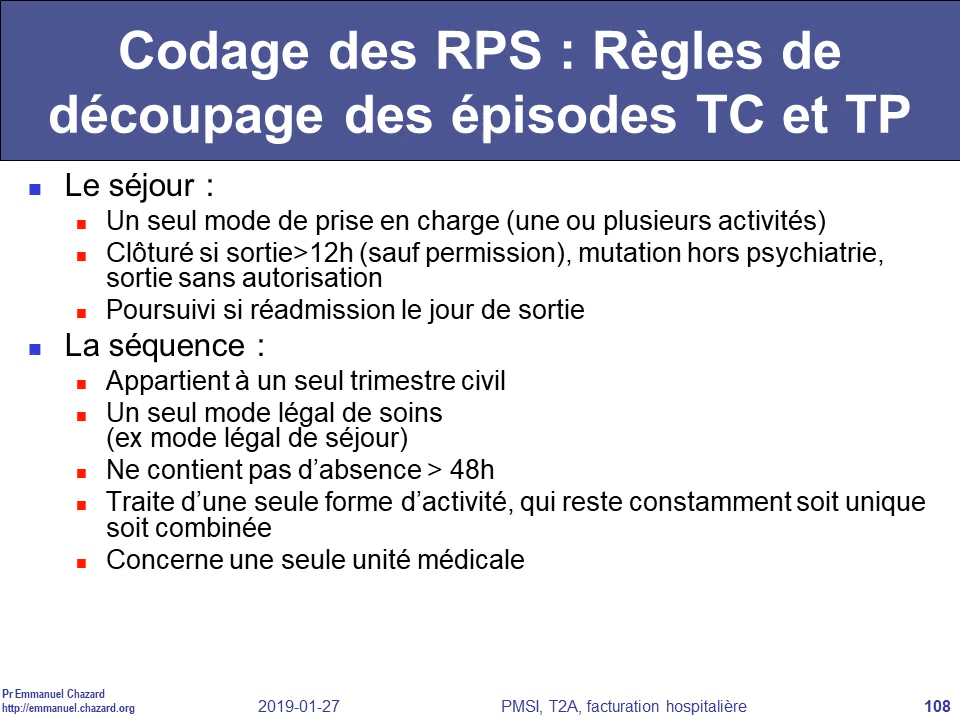 Codage des RPS : Règles de
découpage des épisodes TC et TP
Le séjour :
Un seul mode de prise en charge (une ou plusieurs activités)
Clôturé si sortie>12h (sauf permission), mutation hors psychiatrie,
sortie sans autorisation
Poursuivi si réadmission le jour de sortie
La séquence :
Appartient à un seul trimestre civil
Un seul mode légal de soins
(ex mode légal de séjour)
Ne contient pas d’absence > 48h
Traite d’une seule forme d’activité, qui reste constamment soit unique
soit combinée
Concerne une seule unité médicale
Pr Emmanuel Chazard
http://emmanuel.chazard.org
2019-01-27
PMSI, T2A, facturation hospitalière
108